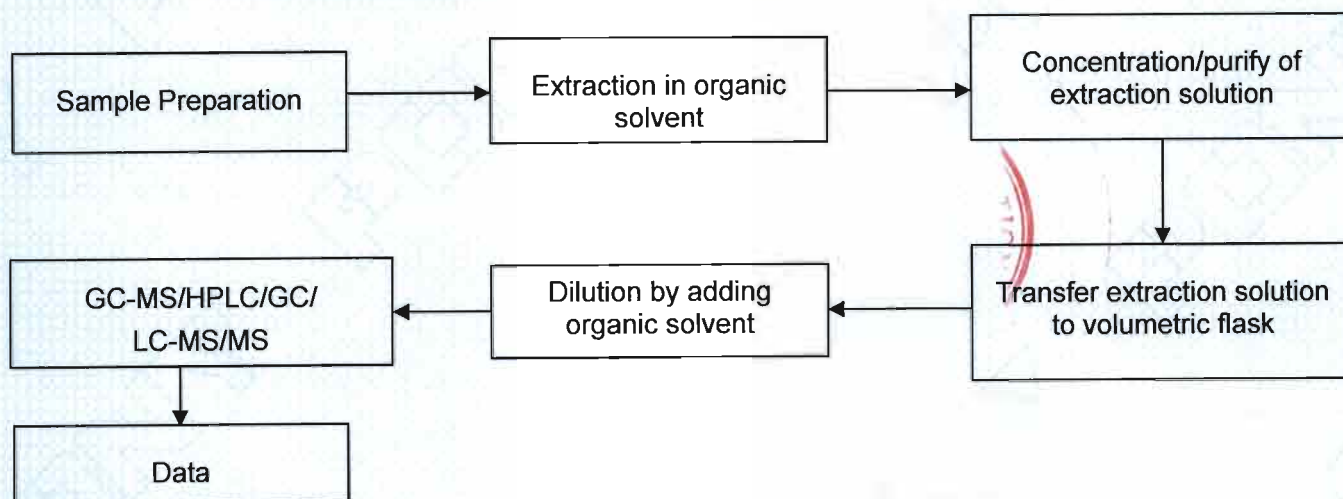 Sample Preparation
Extraction in organic
solvent
Concentration/purify of
extraction solution
Transfer extraction solution
to volumetric flask
Dilution by adding
organic solvent
GC-MS/HPLC/GC/
LC-MS/MS
Data